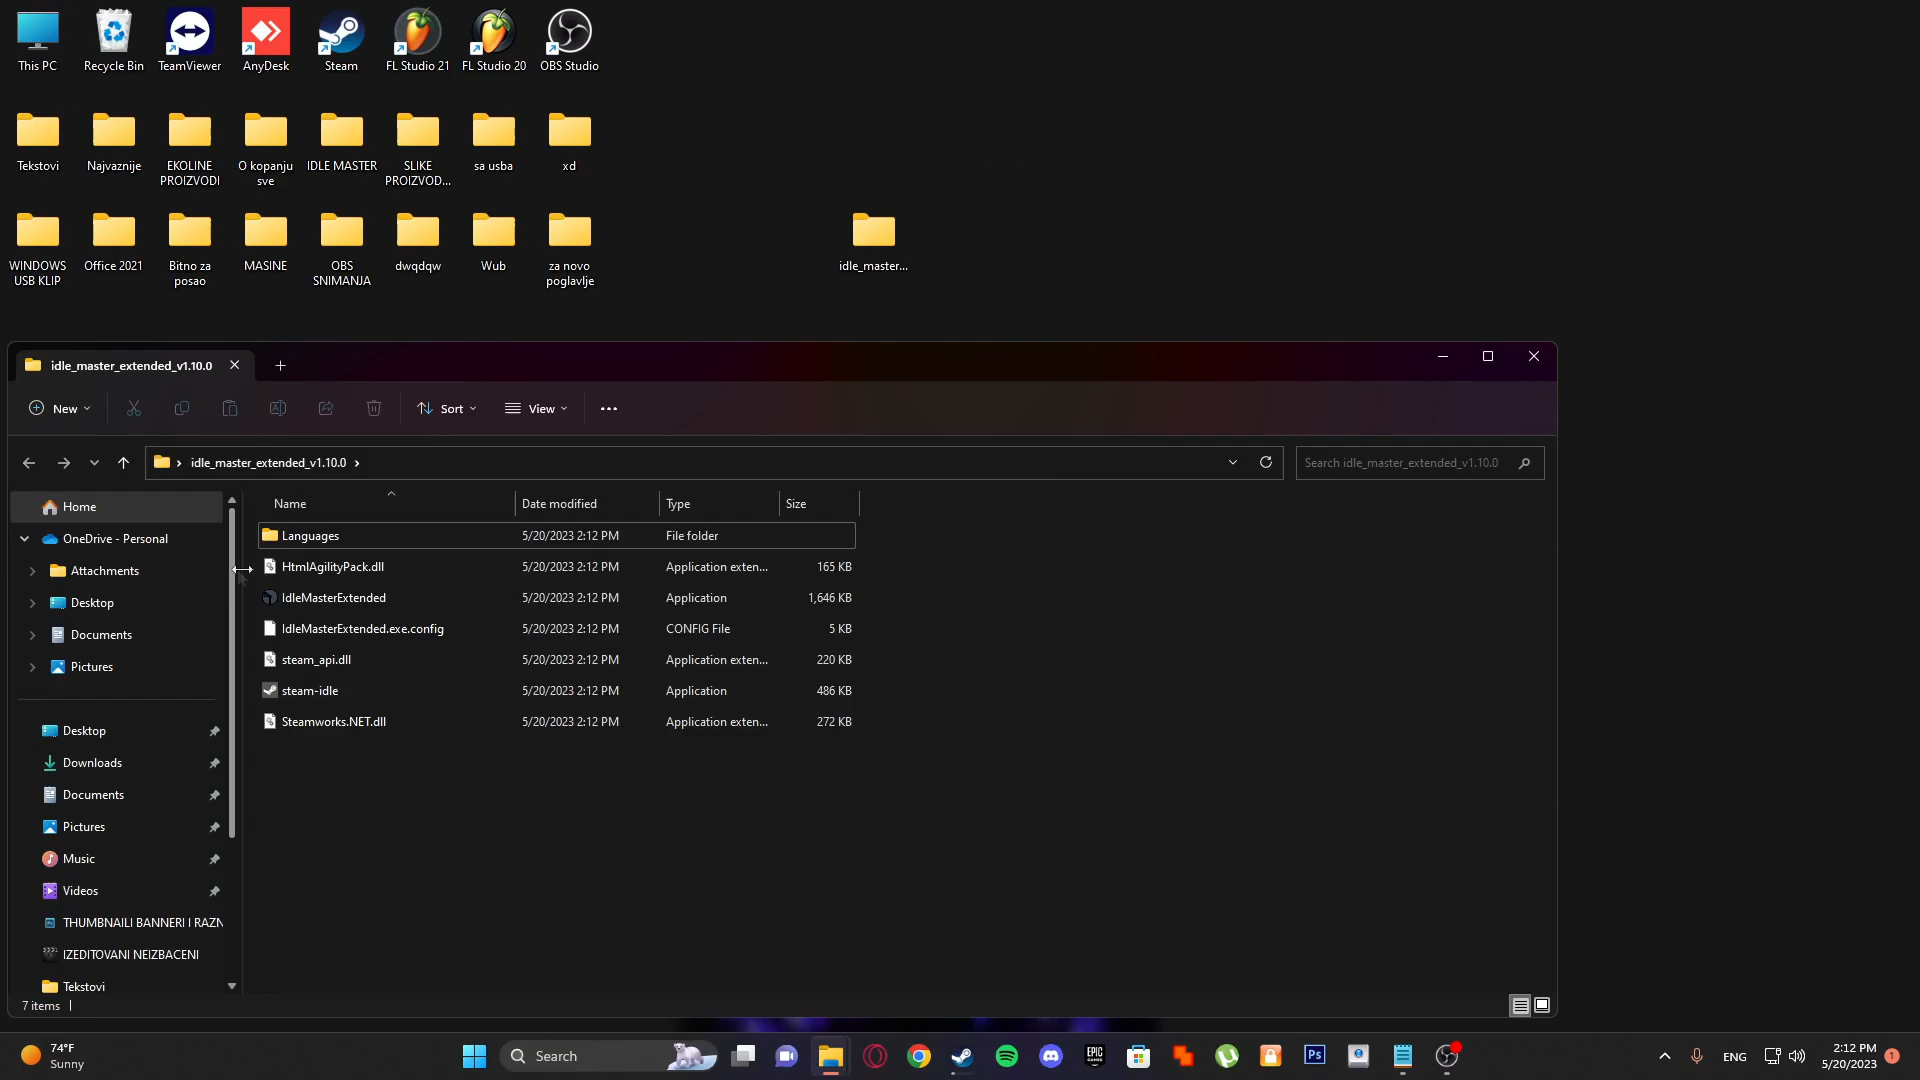 This PC
Recycle Bin
TeamViewer
AnyDesk
Steam
FL Studio 21
FL Studio 20
OBS Studio
Tekstovi
Najvaznije
EKOLINE
PROIZVODI
O kopanju
sve
IDLE MASTER
SLIKE
PROIZVOD...
sa usba
xd
WINDOWS
USB KLIP
Office 2021
Bitno za
posao
MASINE
OBS
SNIMANJA
dwqdqw
Wub
za novo
poglavlje
idle_master...
idle_master_extended_v1.10.0
New
Sort
View
idle_master_extended_v1.10.0
Search idle_master_extended_v1.10.0
Name Date modified Type Size
Languages 5/20/2023 2:12 PM File folder
HtmlAgilityPack.dll 5/20/2023 2:12 PM Application exten... 165 KB
IdleMasterExtended 5/20/2023 2:12 PM Application 1,646 KB
IdleMasterExtended.exe.config 5/20/2023 2:12 PM CONFIG File 5 KB
steam_api.dll 5/20/2023 2:12 PM Application exten... 220 KB
steam-idle 5/20/2023 2:12 PM Application 486 KB
Steamworks.NET.dll 5/20/2023 2:12 PM Application exten... 272 KB
Home
OneDrive - Personal
Attachments
Desktop
Documents
Pictures
Desktop
Downloads
Documents
Pictures
Music
Videos
THUMBNAILI BANNERI I RAZN
IZEDITOVANI NEIZBACENI
Tekstovi
7 items
74°F
Sunny
Search
EPIC
GAMES
Ps
ENG
2:12 PM
5/20/2023
1